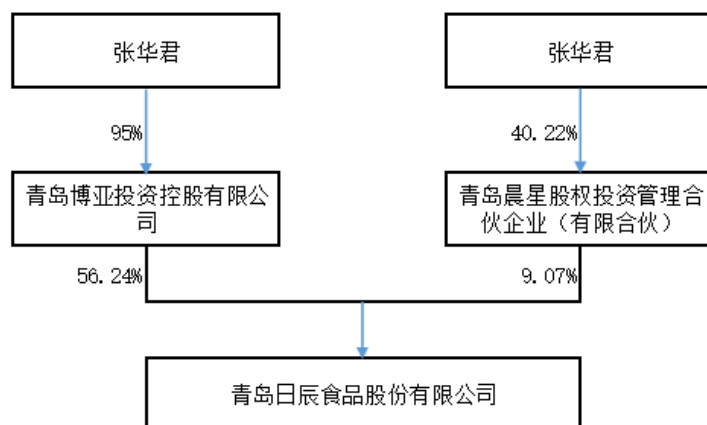 张华君
张华君
95%
40.22%
青岛博亚投资控股有限公
司
青岛晨星股权投资管理合
伙企业（有限合伙）
56.24%
9.07%
青岛日辰食品股份有限公司